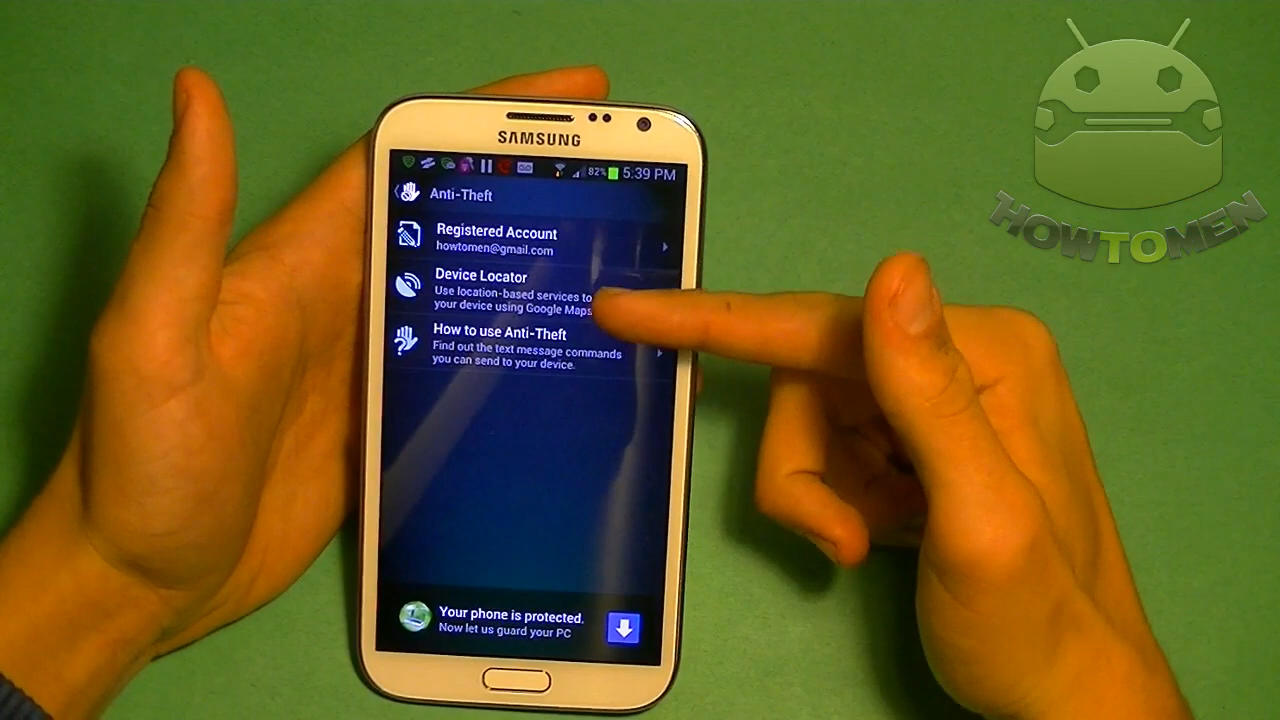 SAMSUNG
82% 5:39 PM
Anti-Theft
Registered Account
howtomen@gmail.com
Device Locator
Use location-based services to
your device using Google Maps
How to use Anti-Theft
Find out the text message commands
you can send to your device.
Your phone is protected.
Now let us guard your PC
HOWTOMEN